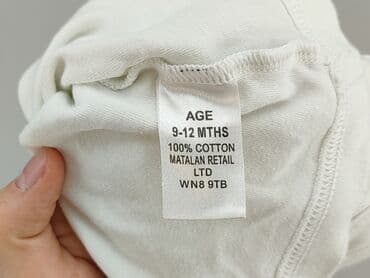 AGE
9-12 MTHS
100% COTTON
MATALAN RETAIL
LTD
WN8 9TB